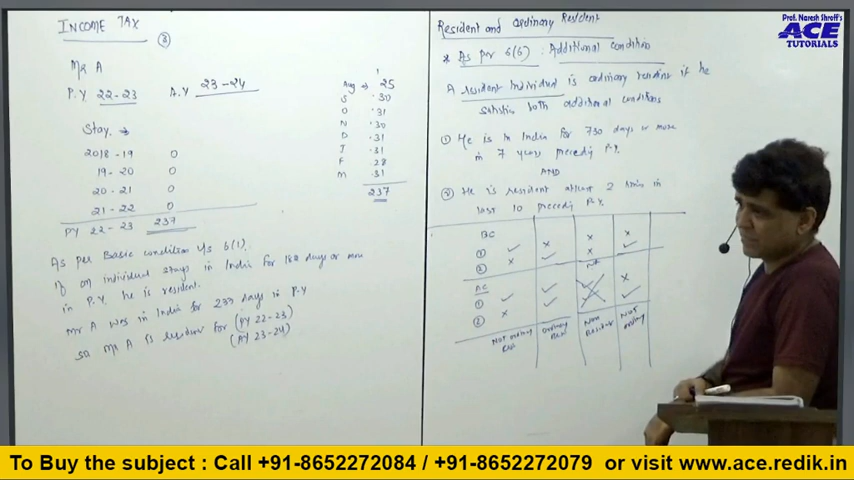 INCOME TAX
8
Mr A
P.Y 22-23 A.Y 23-24
Stay →
2018-19 0
19-20 0
20-21 0
21-22 0
PY 22-23 237
1
Aug → 25
S ·30
O ·31
N ·30
D ·31
J ·31
F ·28
M ·31
237
As per Basic condition u/s 6(1).
If an individual stays in India for 182 days or more
in P.Y. he is resident.
Mr A was in India for 237 days in P.Y
so Mr A is resident for (PY 22-23)
(AY 23-24)
Resident and ordinary Resident
* As per 6(6) : Additional condition
A resident individual is ordinary resident if he
satisfies both additional conditions
① He is in India for 730 days or more
in 7 years preceding P.Y.
AND
② He is resident atleast 2 times in
last 10 preceding P.Y.
BC
① ✓ × × ×
② × ✓ × ✓
AC
① ✓ ✓ ×
② × ✓ ✓
Not ordinary Resi
ordinary Resi
Non Resident
Not ordinary
Prof. Naresh Shroff's
ACE
TUTORIALS
To Buy the subject : Call +91-8652272084 / +91-8652272079 or visit www.ace.redik.in